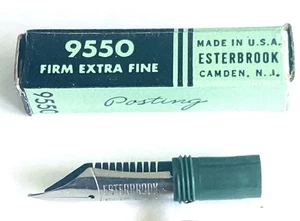 9550
FIRM EXTRA FINE
MADE IN U.S.A.
ESTERBROOK
CAMDEN, N.J.
9550
Posting
ESTERBROOK